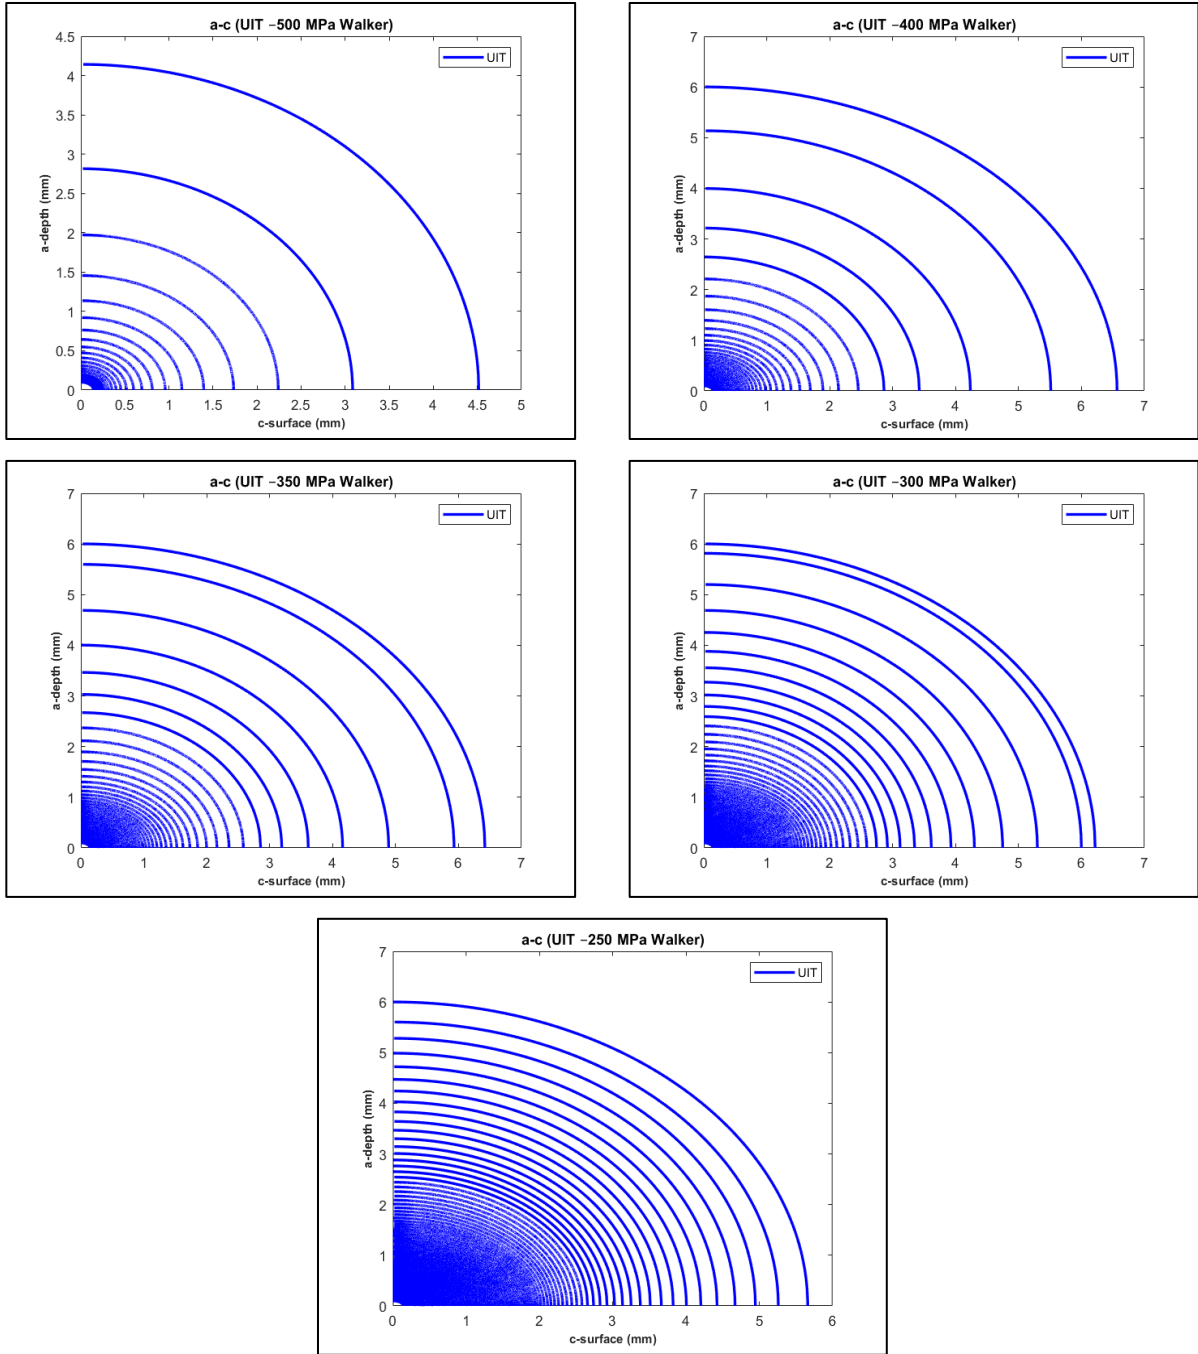 a-c (UIT –500 MPa Walker)
UIT
4.5
4
3.5
3
2.5
2
1.5
1
0.5
0
a-depth (mm)
0 0.5 1 1.5 2 2.5 3 3.5 4 4.5 5
c-surface (mm)
a-c (UIT –400 MPa Walker)
UIT
7
6
5
4
3
2
1
0
a-depth (mm)
0 1 2 3 4 5 6 7
c-surface (mm)
a-c (UIT –350 MPa Walker)
UIT
7
6
5
4
3
2
1
0
a-depth (mm)
0 1 2 3 4 5 6 7
c-surface (mm)
a-c (UIT –300 MPa Walker)
UIT
7
6
5
4
3
2
1
0
a-depth (mm)
0 1 2 3 4 5 6 7
c-surface (mm)
a-c (UIT –250 MPa Walker)
UIT
7
6
5
4
3
2
1
0
a-depth (mm)
0 1 2 3 4 5 6
c-surface (mm)